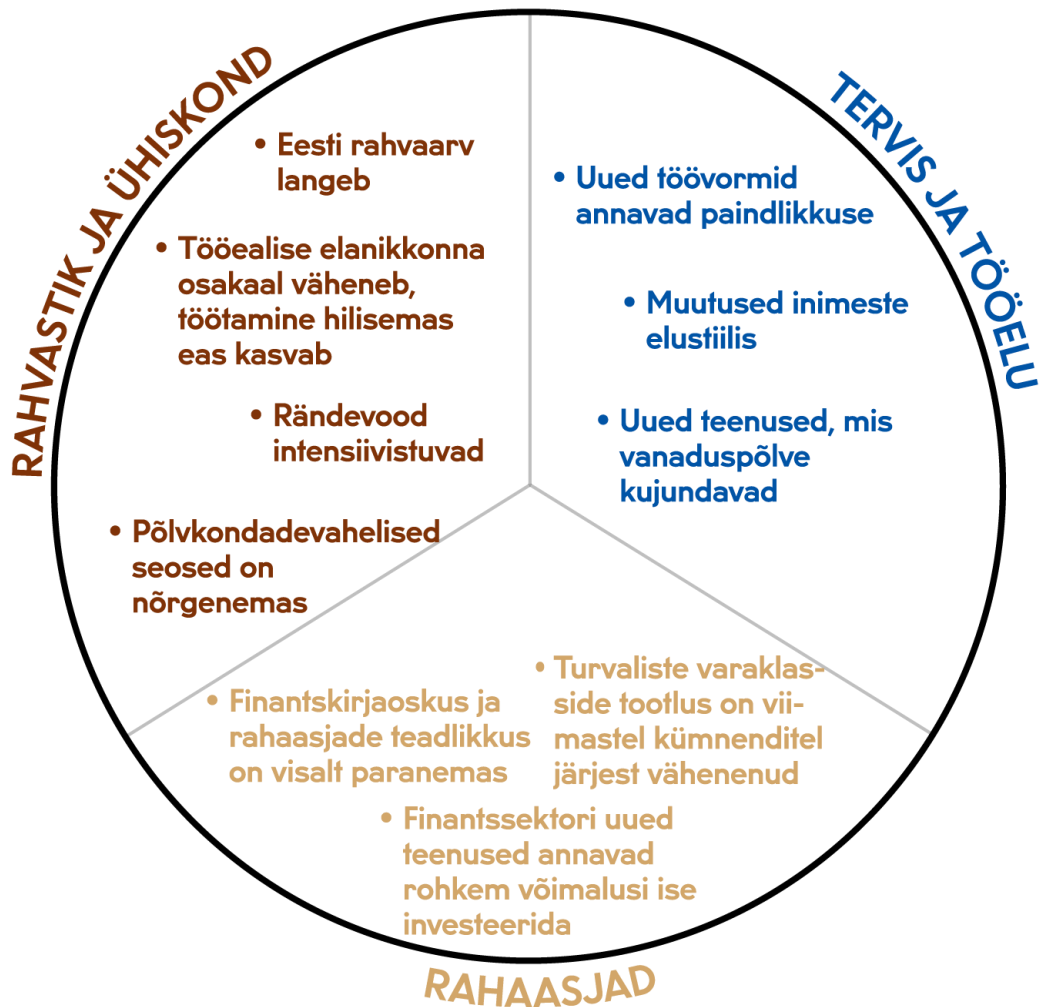 RAHVASTIK JA ÜHISKOND
• Eesti rahvaarv
langeb
• Tööealise elanikkonna
osakaal väheneb,
töötamine hilisemas
eas kasvab
• Rändevood
intensiivistuvad
• Põlvkondadevahelised
seosed on
nõrgenemas
TERVIS JA TÖÖELU
• Uued töövormid
annavad paindlikkuse
• Muutused inimeste
elustiilis
• Uued teenused, mis
vanaduspõlve
kujundavad
• Finantskirjaoskus ja
rahaasjade teadlikkus
on visalt paranemas
• Turvaliste varaklas-
side tootlus on vii-
mastel kümnenditel
järjest vähenenud
• Finantssektori uued
teenused annavad
rohkem võimalusi ise
investeerida
RAHAASJAD